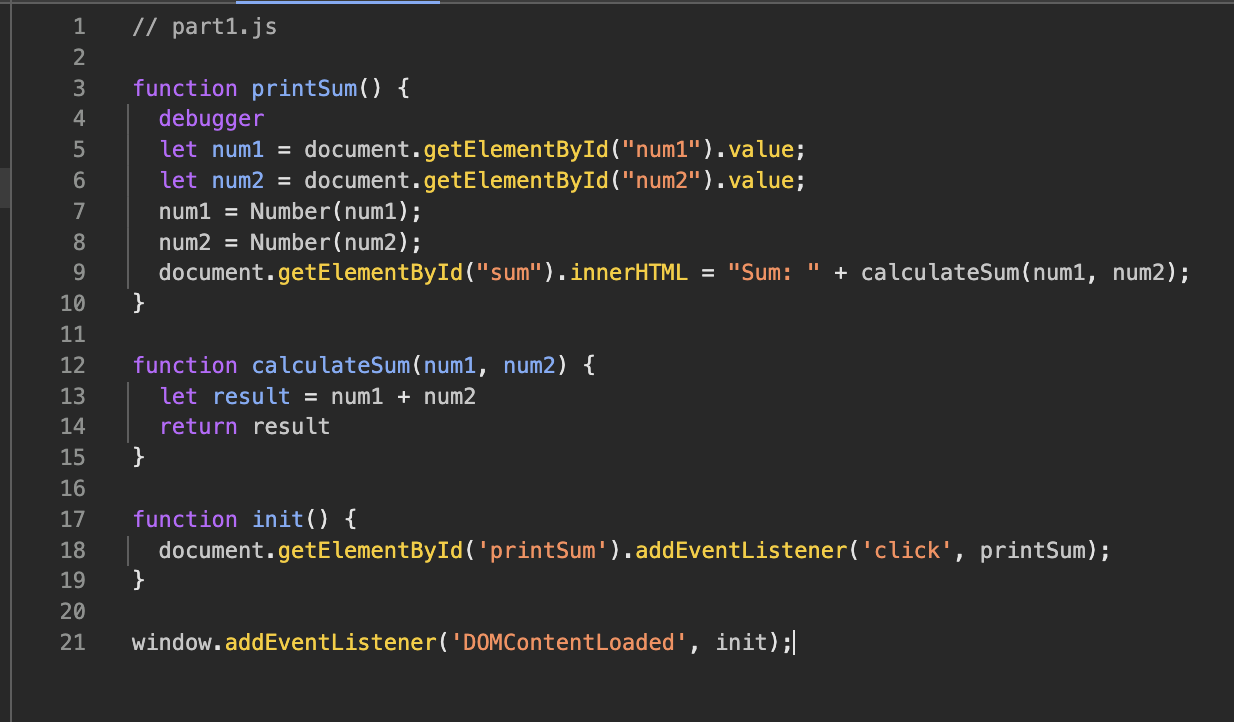 1 // part1.js
2
3 function printSum() {
4 debugger
5 let num1 = document.getElementById("num1").value;
6 let num2 = document.getElementById("num2").value;
7 num1 = Number(num1);
8 num2 = Number(num2);
9 document.getElementById("sum").innerHTML = "Sum: " + calculateSum(num1, num2);
10 }
11
12 function calculateSum(num1, num2) {
13 let result = num1 + num2
14 return result
15 }
16
17 function init() {
18 document.getElementById('printSum').addEventListener('click', printSum);
19 }
20
21 window.addEventListener('DOMContentLoaded', init);